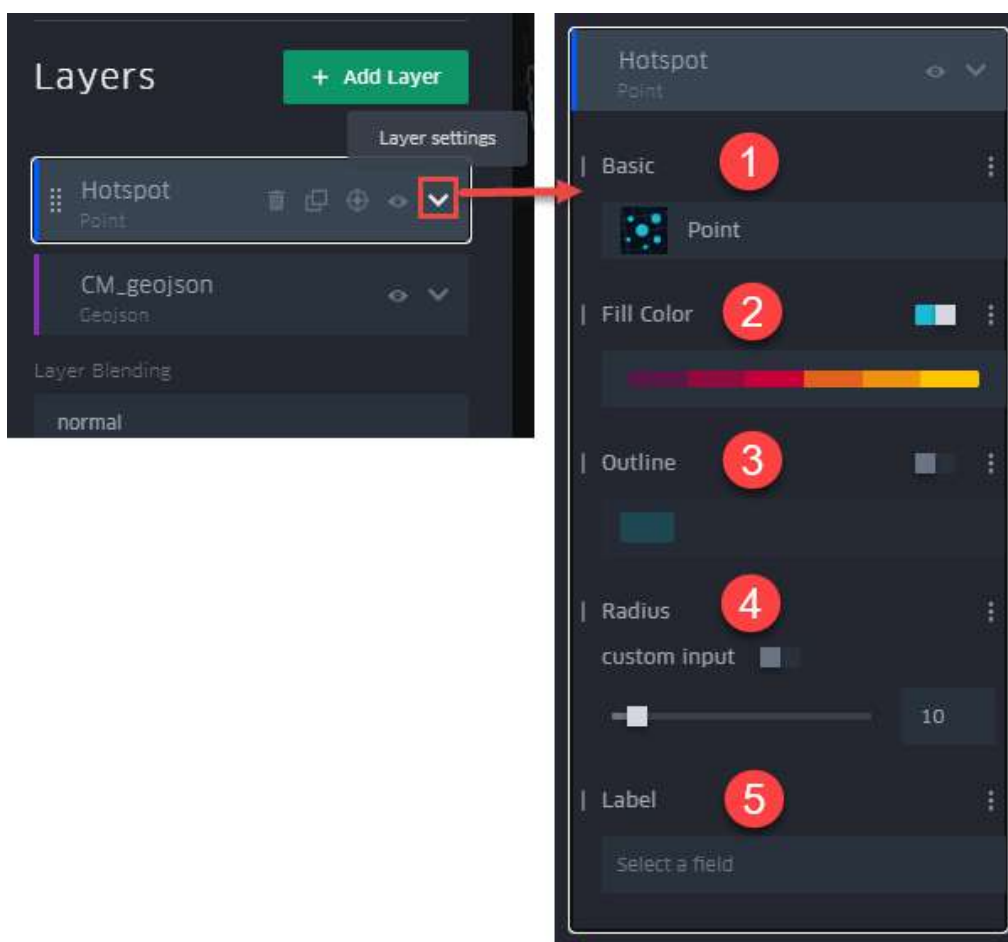 Layers
+ Add Layer
Layer settings
Hotspot
Point
CM_geojson
Geojson
Layer Blending
normal
Hotspot
Point
Basic
1
Point
Fill Color
2
Outline
3
Radius
4
custom input
10
Label
5
Select a field